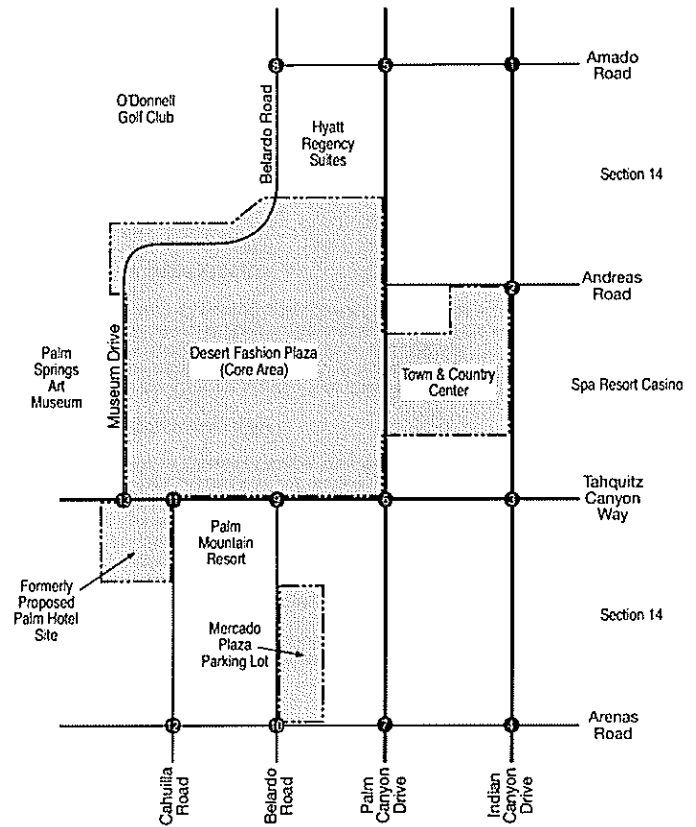 8
5
1
Amado
Road
O'Donnell
Golf Club
Belardo Road
Hyatt
Regency
Suites
Section 14
Andreas
Road
2
Palm
Springs
Art
Museum
Museum Drive
Desert Fashion Plaza
(Core Area)
Town & Country
Center
Spa Resort Casino
Tahquitz
Canyon
Way
13
11
9
6
3
Palm
Mountain
Resort
Formerly
Proposed
Palm Hotel
Site
Mercado
Plaza
Parking Lot
Section 14
12
10
7
4
Arenas
Road
Cahuilla
Road
Belardo
Road
Palm
Canyon
Drive
Indian
Canyon
Drive